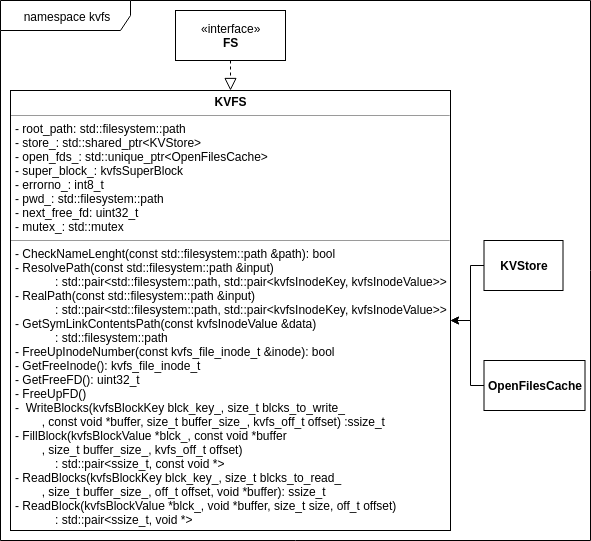 namespace kvfs
«interface»
FS
KVFS
- root_path: std::filesystem::path
- store_: std::shared_ptr<KVStore>
- open_fds_: std::unique_ptr<OpenFilesCache>
- super_block_: kvfsSuperBlock
- errorno_: int8_t
- pwd_: std::filesystem::path
- next_free_fd: uint32_t
- mutex_: std::mutex
- CheckNameLenght(const std::filesystem::path &path): bool
- ResolvePath(const std::filesystem::path &input)
: std::pair<std::filesystem::path, std::pair<kvfsInodeKey, kvfsInodeValue>>
- RealPath(const std::filesystem::path &input)
: std::pair<std::filesystem::path, std::pair<kvfsInodeKey, kvfsInodeValue>>
- GetSymLinkContentsPath(const kvfsInodeValue &data)
: std::filesystem::path
- FreeUpInodeNumber(const kvfs_file_inode_t &inode): bool
- GetFreeInode(): kvfs_file_inode_t
- GetFreeFD(): uint32_t
- FreeUpFD()
- WriteBlocks(kvfsBlockKey blck_key_, size_t blcks_to_write_
, const void *buffer, size_t buffer_size_, kvfs_off_t offset) :ssize_t
- FillBlock(kvfsBlockValue *blck_, const void *buffer
, size_t buffer_size_, kvfs_off_t offset)
: std::pair<ssize_t, const void *>
- ReadBlocks(kvfsBlockKey blck_key_, size_t blcks_to_read_
, size_t buffer_size_, off_t offset, void *buffer): ssize_t
- ReadBlock(kvfsBlockValue *blck_, void *buffer, size_t size, off_t offset)
: std::pair<ssize_t, void *>
KVStore
OpenFilesCache